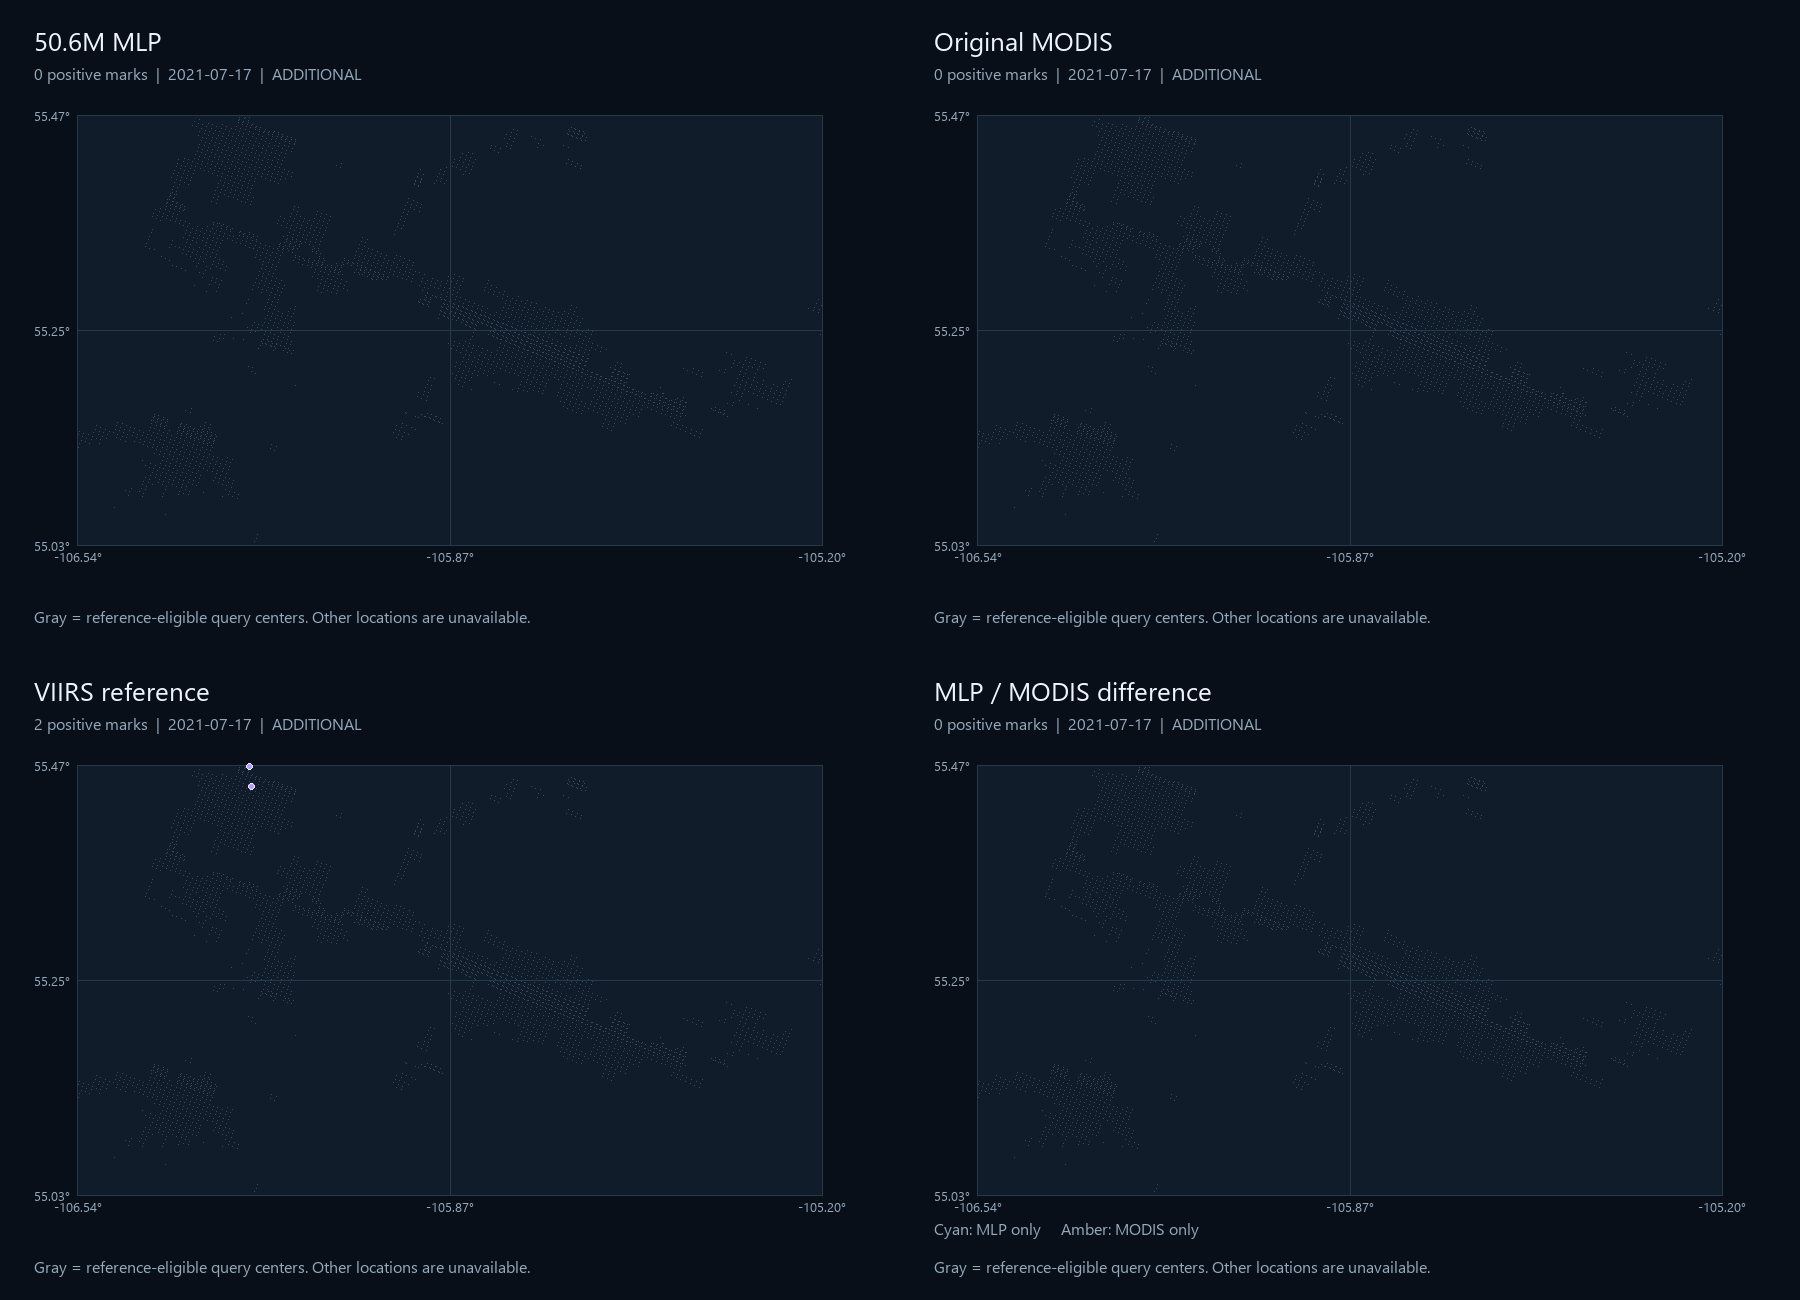 50.6M MLP
0 positive marks | 2021-07-17 | ADDITIONAL
55.47°
55.25°
55.03°
-106.54°
-105.87°
-105.20°
Gray = reference-eligible query centers. Other locations are unavailable.
Original MODIS
0 positive marks | 2021-07-17 | ADDITIONAL
55.47°
55.25°
55.03°
-106.54°
-105.87°
-105.20°
Gray = reference-eligible query centers. Other locations are unavailable.
VIIRS reference
2 positive marks | 2021-07-17 | ADDITIONAL
55.47°
55.25°
55.03°
-106.54°
-105.87°
-105.20°
Gray = reference-eligible query centers. Other locations are unavailable.
MLP / MODIS difference
0 positive marks | 2021-07-17 | ADDITIONAL
55.47°
55.25°
55.03°
-106.54°
-105.87°
-105.20°
Cyan: MLP only Amber: MODIS only
Gray = reference-eligible query centers. Other locations are unavailable.